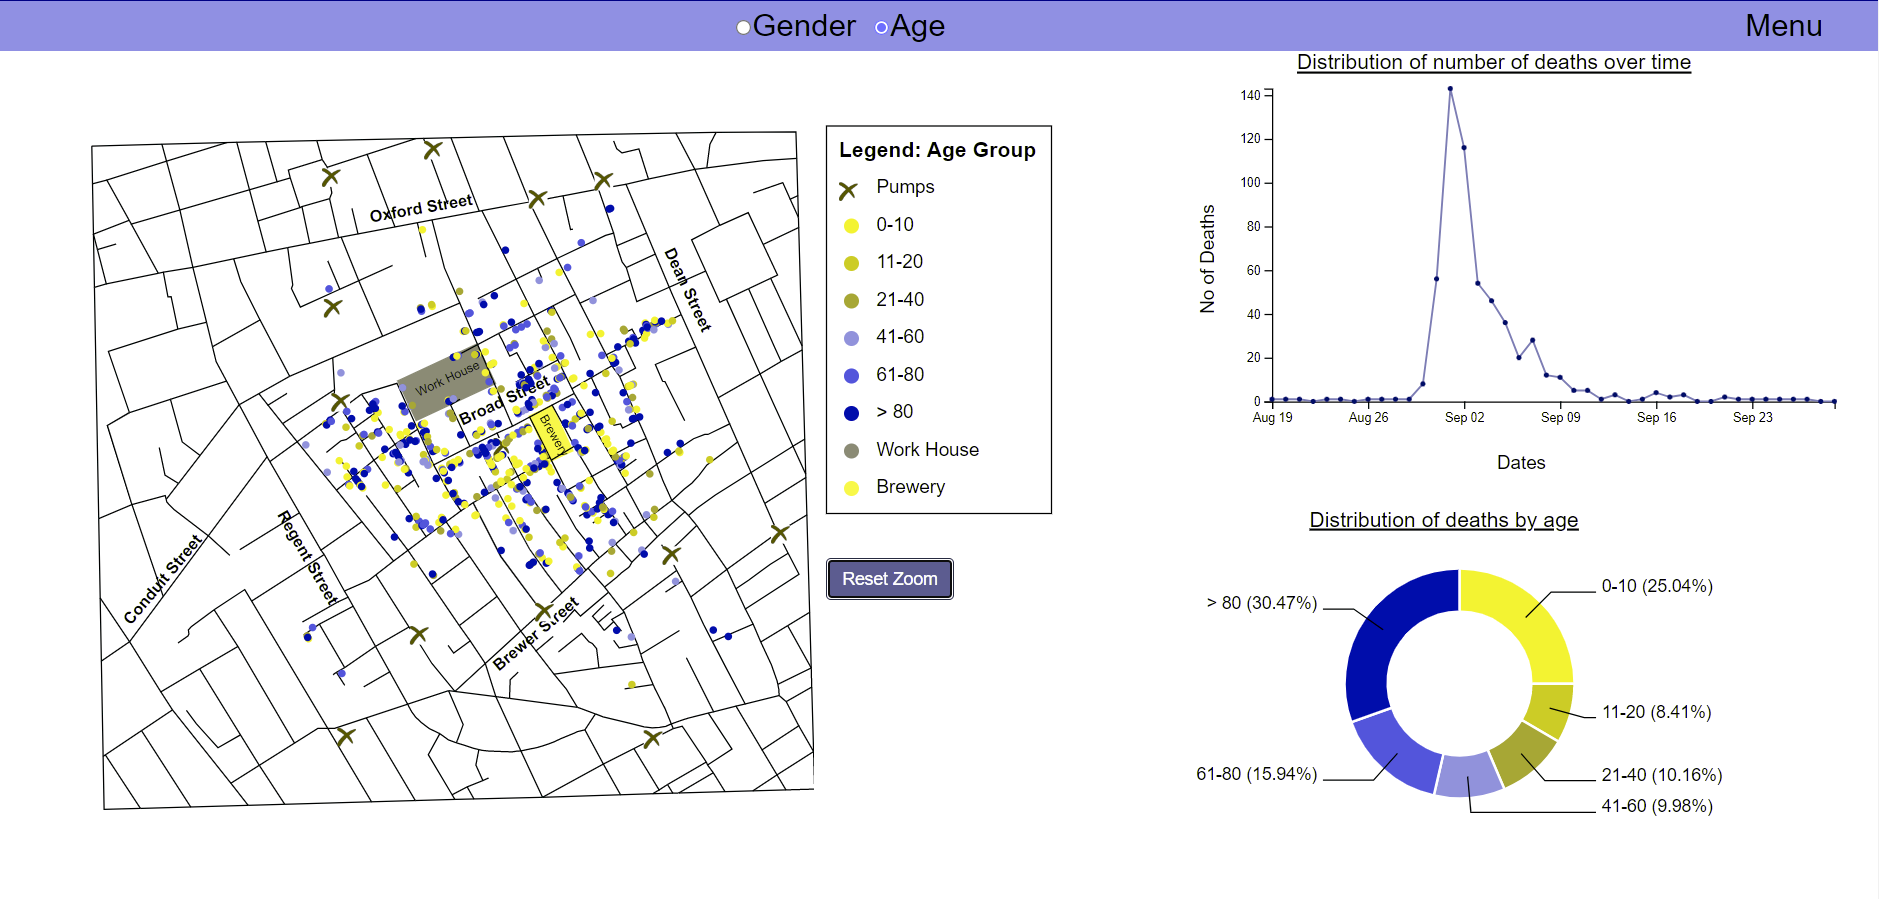 Gender Age Menu
Oxford Street
Dean Street
Work House
Broad Street
Brewery
Regent Street
Conduit Street
Brewer Street
Legend: Age Group
Pumps
0-10
11-20
21-40
41-60
61-80
> 80
Work House
Brewery
Reset Zoom
Distribution of number of deaths over time
No of Deaths
140
120
100
80
60
40
20
0
Aug 19 Aug 26 Sep 02 Sep 09 Sep 16 Sep 23
Dates
Distribution of deaths by age
0-10 (25.04%)
> 80 (30.47%)
11-20 (8.41%)
61-80 (15.94%)
21-40 (10.16%)
41-60 (9.98%)